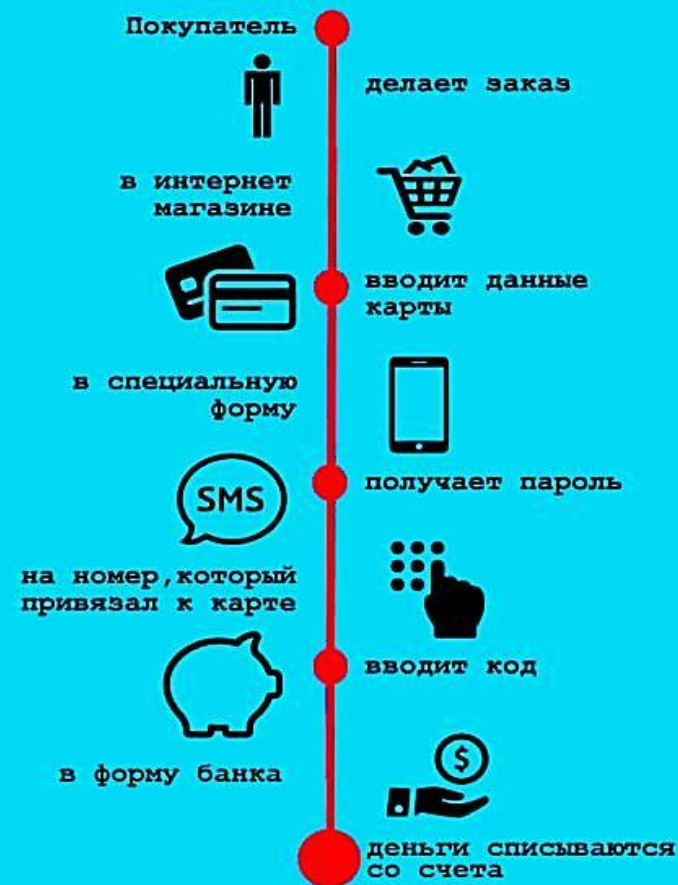 Покупатель
делает заказ
в интернет
магазине
вводит данные
карты
в специальную
форму
получает пароль
SMS
на номер,который
привязал к карте
вводит код
в форму банка
$
деньги списываются
со счета